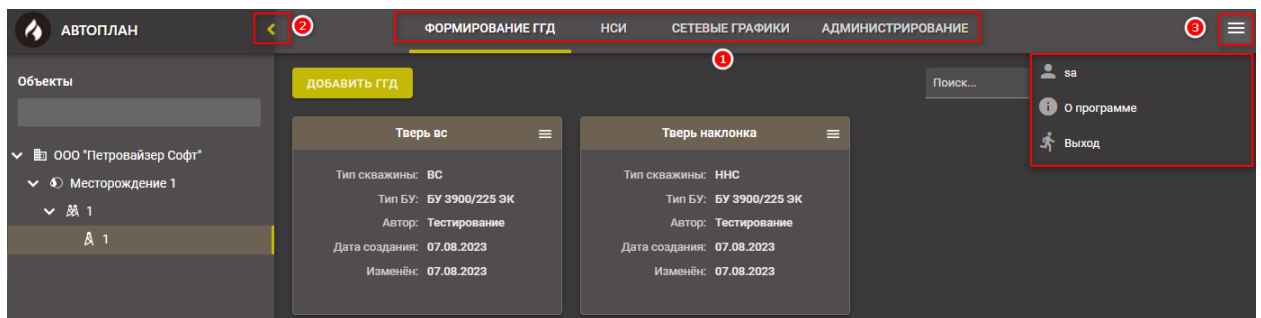 АВТОПЛАН
2
ФОРМИРОВАНИЕ ГГД НСИ СЕТЕВЫЕ ГРАФИКИ АДМИНИСТРИРОВАНИЕ
3
1
Объекты
ООО "Петровайзер Софт"
Месторождение 1
1
1
ДОБАВИТЬ ГГД
Поиск...
sa
О программе
Выход
Тверь вс
Тип скважины: ВС
Тип БУ: БУ 3900/225 ЭК
Автор: Тестирование
Дата создания: 07.08.2023
Изменён: 07.08.2023
Тверь наклонка
Тип скважины: ННС
Тип БУ: БУ 3900/225 ЭК
Автор: Тестирование
Дата создания: 07.08.2023
Изменён: 07.08.2023